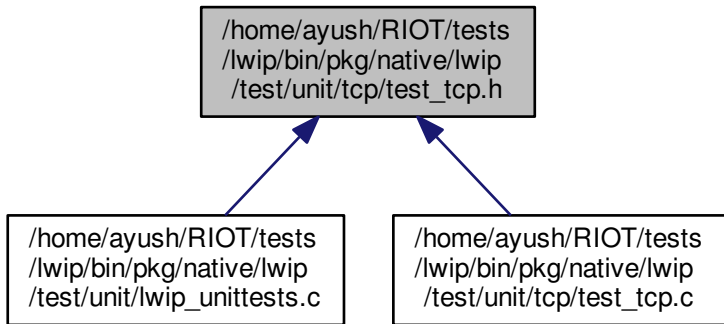 /home/ayush/RIOT/tests
/lwip/bin/pkg/native/lwip
/test/unit/tcp/test_tcp.h
/home/ayush/RIOT/tests
/lwip/bin/pkg/native/lwip
/test/unit/lwip_unittests.c
/home/ayush/RIOT/tests
/lwip/bin/pkg/native/lwip
/test/unit/tcp/test_tcp.c